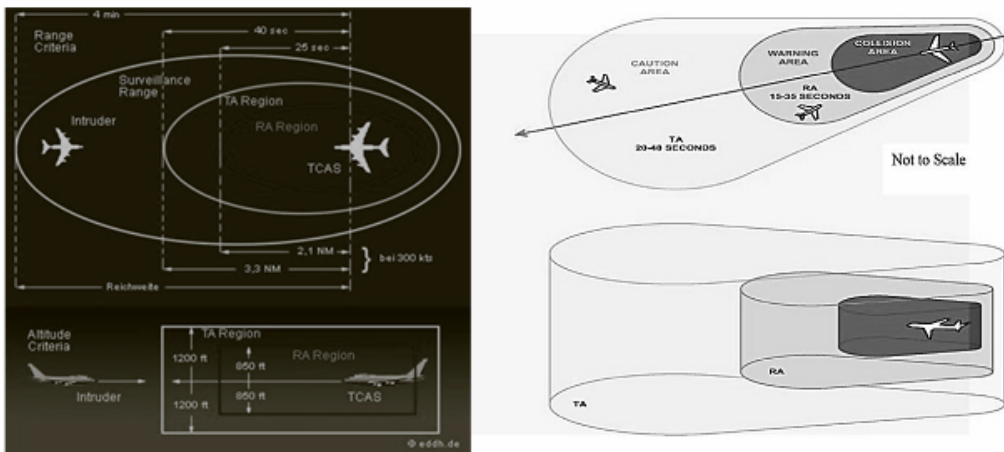 4 min
Range
Criteria
40 sec
25 sec
Surveillance
Range
TA Region
RA Region
Intruder
TCAS
2,1 NM
3,3 NM
bei 300 kts
Reichweite
Altitude
Criteria
TA Region
1200 ft
RA Region
850 ft
850 ft
1200 ft
Intruder
TCAS
© eddh.de
CAUTION
AREA
WARNING
AREA
COLLISION
AREA
RA
15-35 SECONDS
TA
20-48 SECONDS
Not to Scale
RA
TA